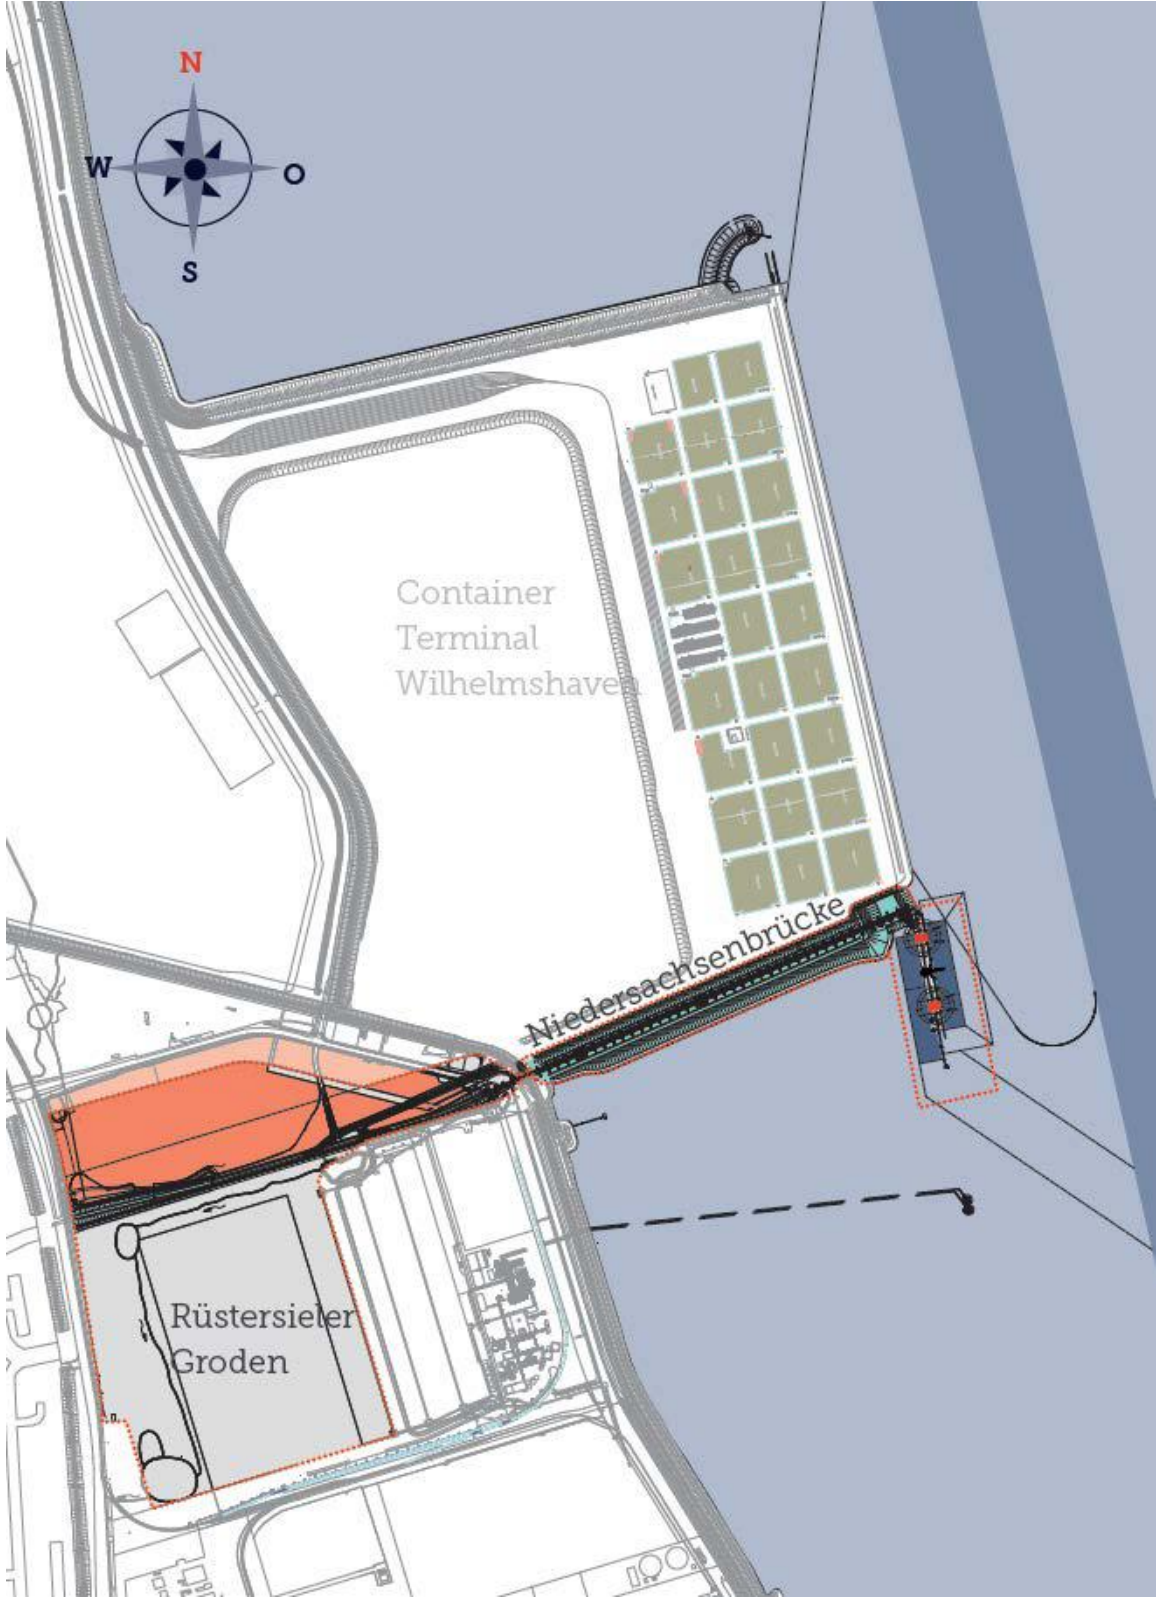 N
W
O
S
Container
Terminal
Wilhelmshaven
Niedersachsenbrücke
Rüstersieler
Groden